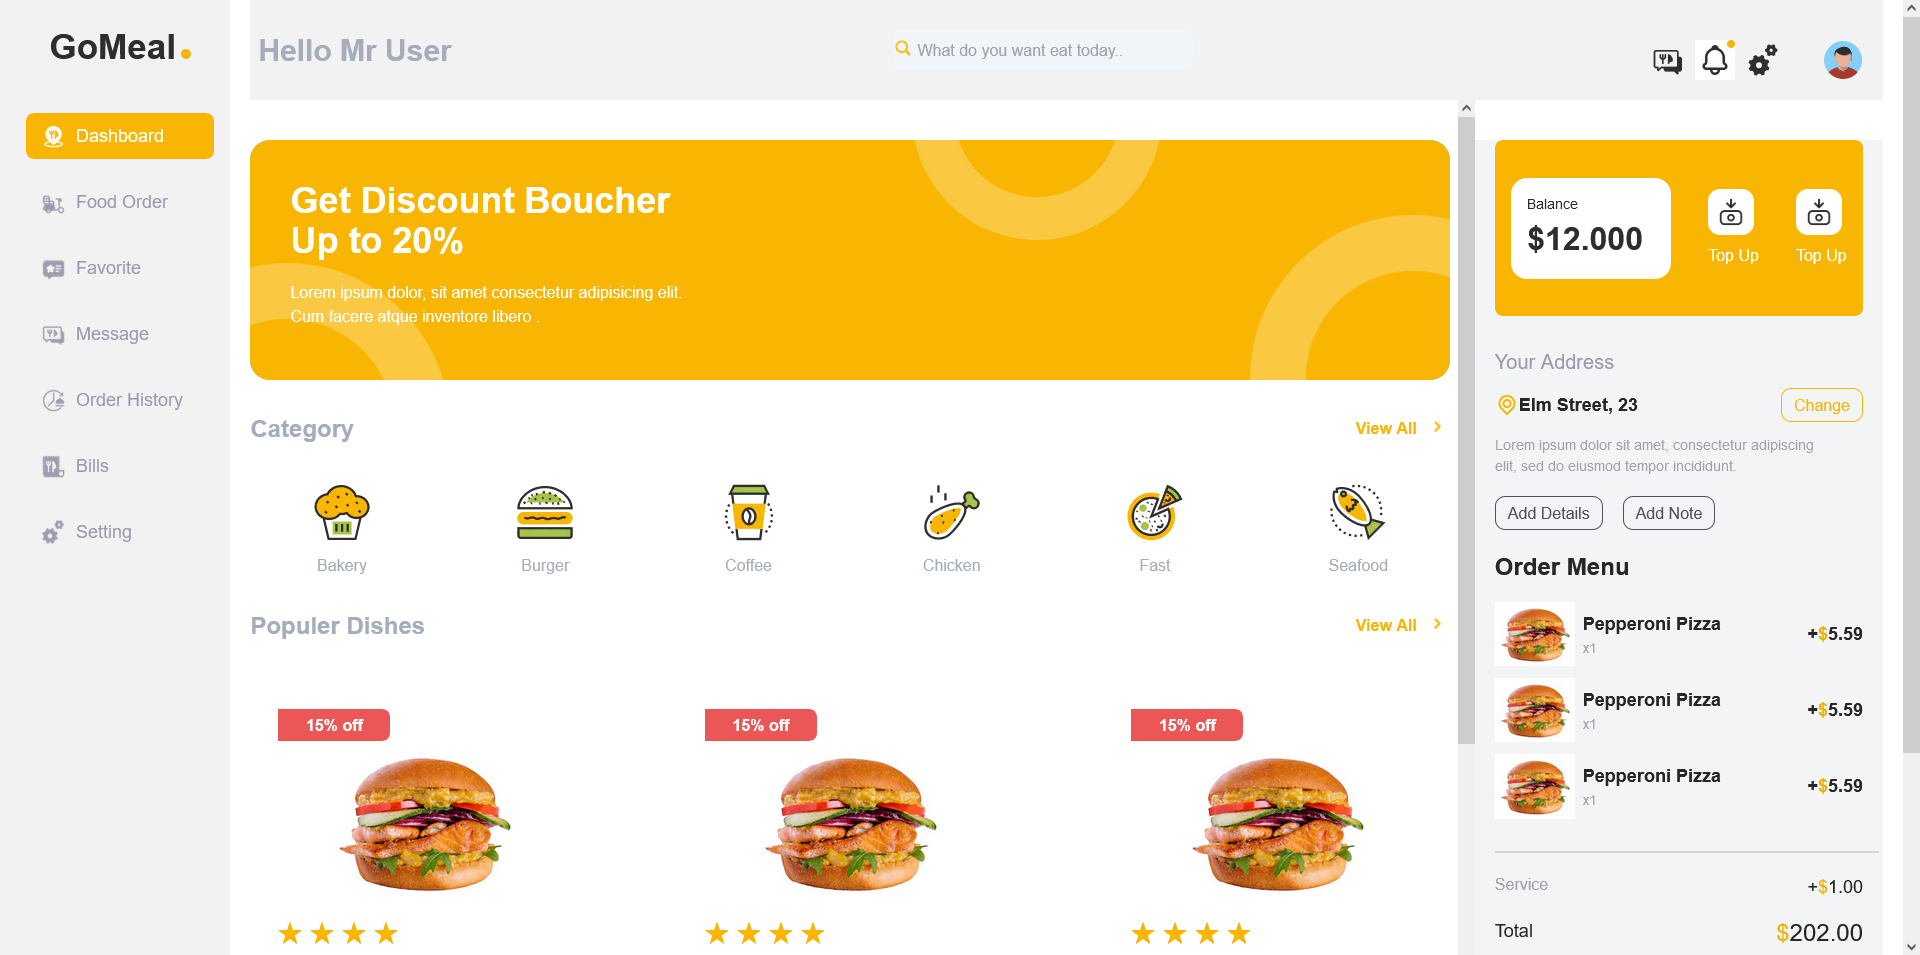 GoMeal.
Hello Mr User
What do you want eat today..
Dashboard
Food Order
Favorite
Message
Order History
Bills
Setting
Get Discount Boucher
Up to 20%
Lorem ipsum dolor, sit amet consectetur adipisicing elit.
Cum facere atque inventore libero .
Category
View All
Bakery
Burger
Coffee
Chicken
Fast
Seafood
Populer Dishes
View All
15% off
15% off
15% off
Balance
$12.000
Top Up
Top Up
Your Address
Elm Street, 23
Change
Lorem ipsum dolor sit amet, consectetur adipiscing
elit, sed do eiusmod tempor incididunt.
Add Details
Add Note
Order Menu
Pepperoni Pizza
x1
+$5.59
Pepperoni Pizza
x1
+$5.59
Pepperoni Pizza
x1
+$5.59
Service
+$1.00
Total
$202.00